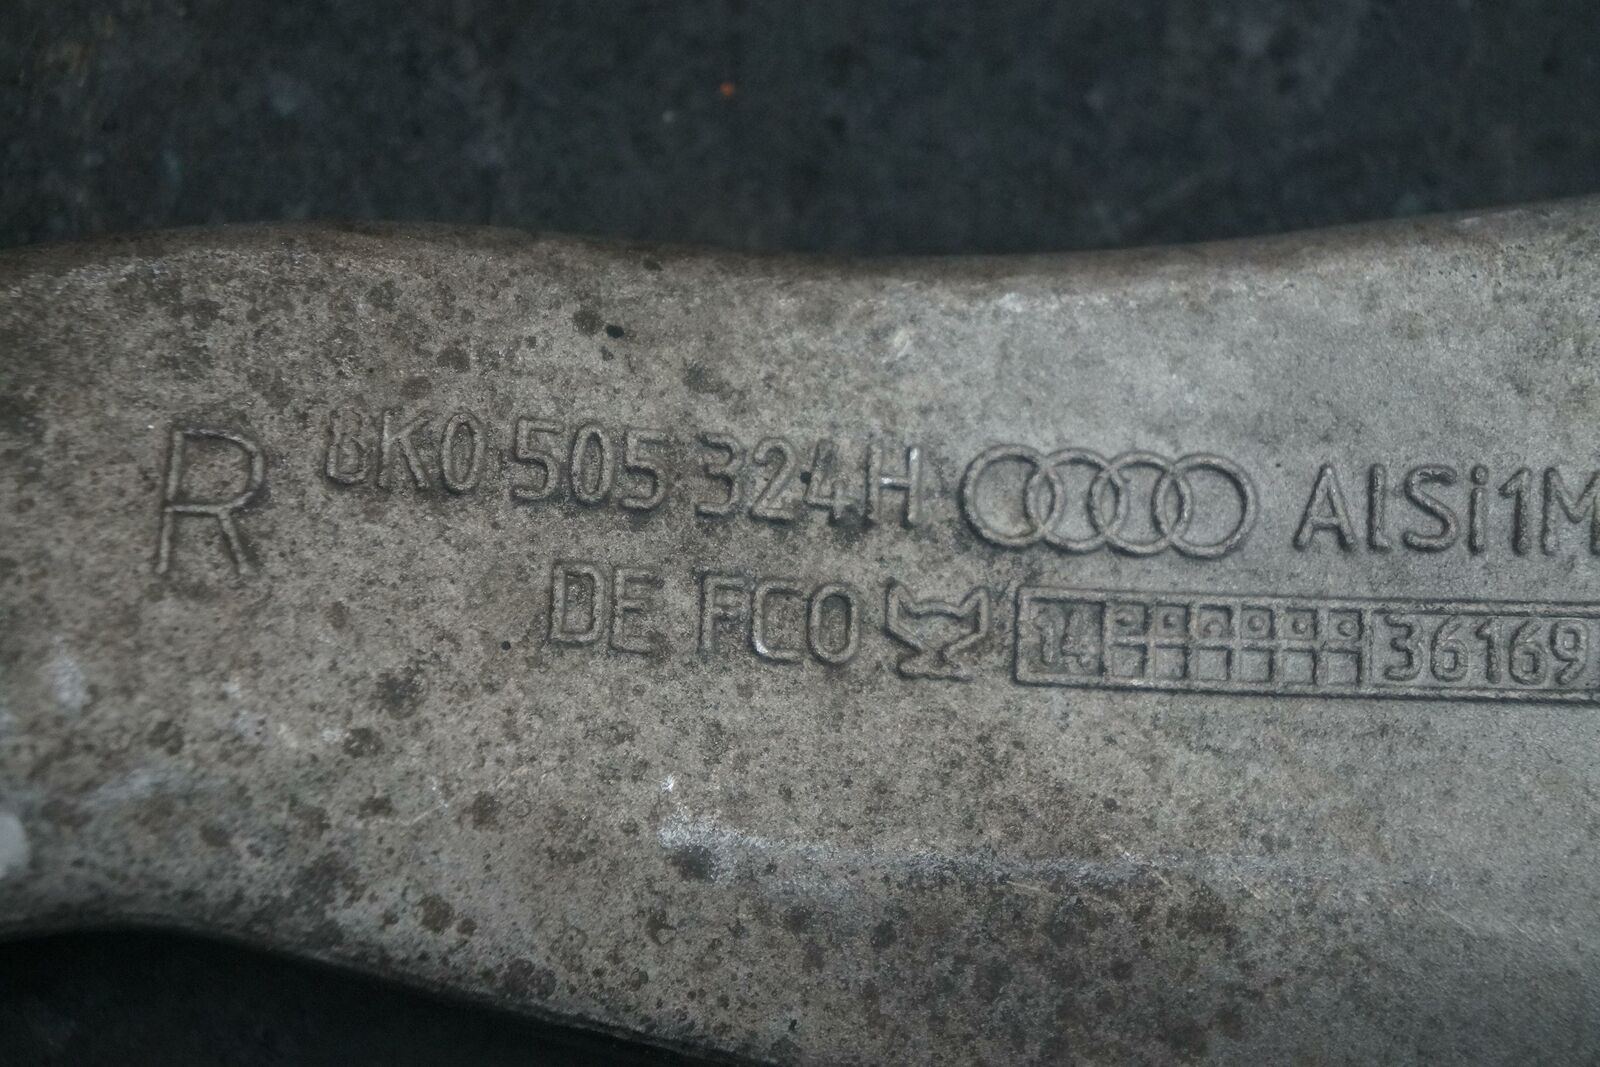 R 8K0 505 324H AlSi1M
DE FCO 14 36169